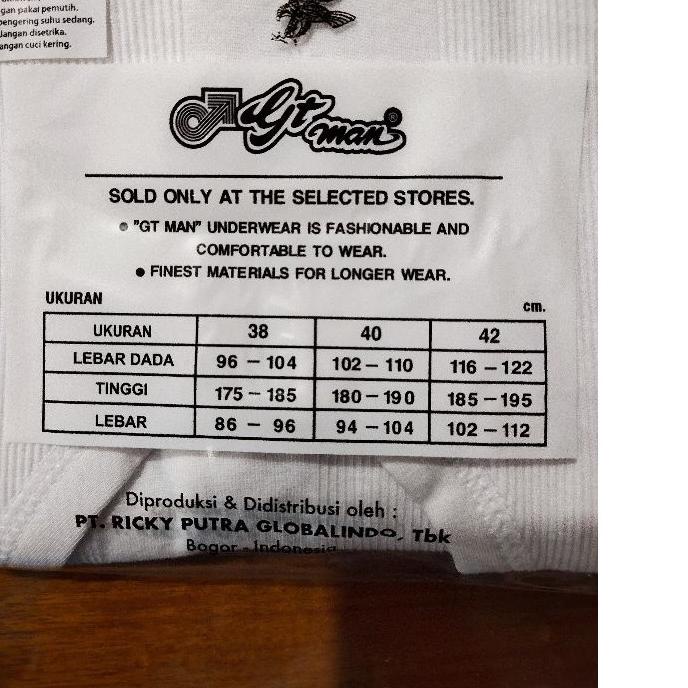 gan pakai pemutih.
pengering suhu sedang.
Jangan disetrika.
angan cuci kering.
Gt man ®
SOLD ONLY AT THE SELECTED STORES.
● "GT MAN" UNDERWEAR IS FASHIONABLE AND
COMFORTABLE TO WEAR.
● FINEST MATERIALS FOR LONGER WEAR.
UKURAN cm.
UKURAN 38 40 42
LEBAR DADA 96 – 104 102 – 110 116 – 122
TINGGI 175 – 185 180 – 190 185 – 195
LEBAR 86 – 96 94 – 104 102 – 112
Diproduksi & Didistribusi oleh :
PT. RICKY PUTRA GLOBALINDO, Tbk
Bogor - Indonesia